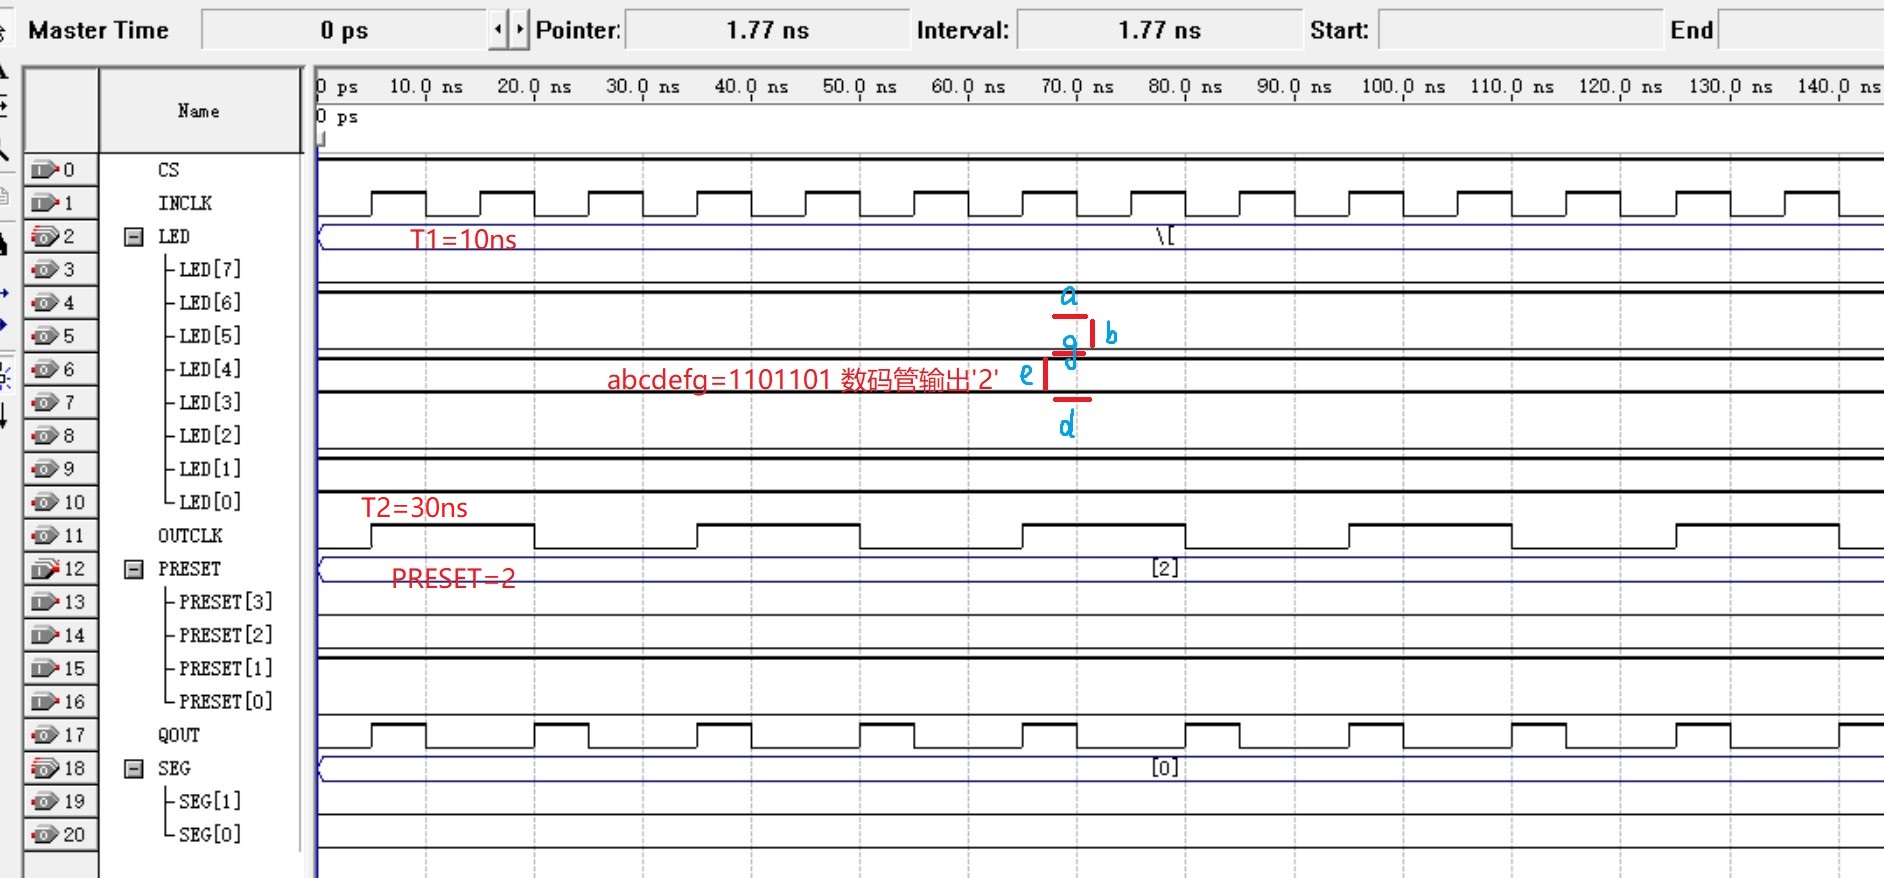 Master Time 0 ps Pointer: 1.77 ns Interval: 1.77 ns Start: End
0 ps 10.0 ns 20.0 ns 30.0 ns 40.0 ns 50.0 ns 60.0 ns 70.0 ns 80.0 ns 90.0 ns 100.0 ns 110.0 ns 120.0 ns 130.0 ns 140.0 ns
Name
0 ps
0 CS
1 INCLK
2 LED T1=10ns \[
3 LED[7]
4 LED[6]
a
5 LED[5]
b
g
6 LED[4]
abcdefg=1101101 数码管输出'2' e
7 LED[3]
d
8 LED[2]
9 LED[1]
10 LED[0]
T2=30ns
11 OUTCLK
12 PRESET [2]
PRESET=2
13 PRESET[3]
14 PRESET[2]
15 PRESET[1]
16 PRESET[0]
17 QOUT
18 SEG [0]
19 SEG[1]
20 SEG[0]